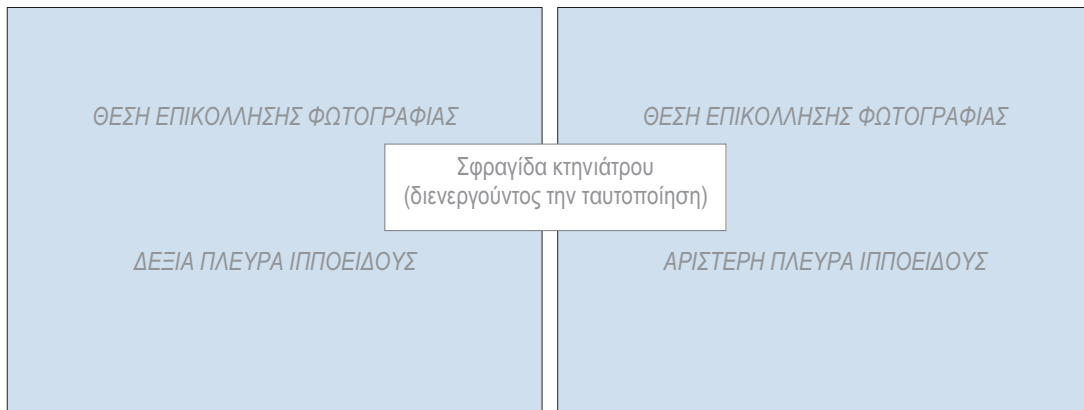 ΘΕΣΗ ΕΠΙΚΟΛΛΗΣΗΣ ΦΩΤΟΓΡΑΦΙΑΣ
ΘΕΣΗ ΕΠΙΚΟΛΛΗΣΗΣ ΦΩΤΟΓΡΑΦΙΑΣ
Σφραγίδα κτηνιάτρου
(διενεργούντος την ταυτοποίηση)
ΔΕΞΙΑ ΠΛΕΥΡΑ ΙΠΠΟΕΙΔΟΥΣ
ΑΡΙΣΤΕΡΗ ΠΛΕΥΡΑ ΙΠΠΟΕΙΔΟΥΣ